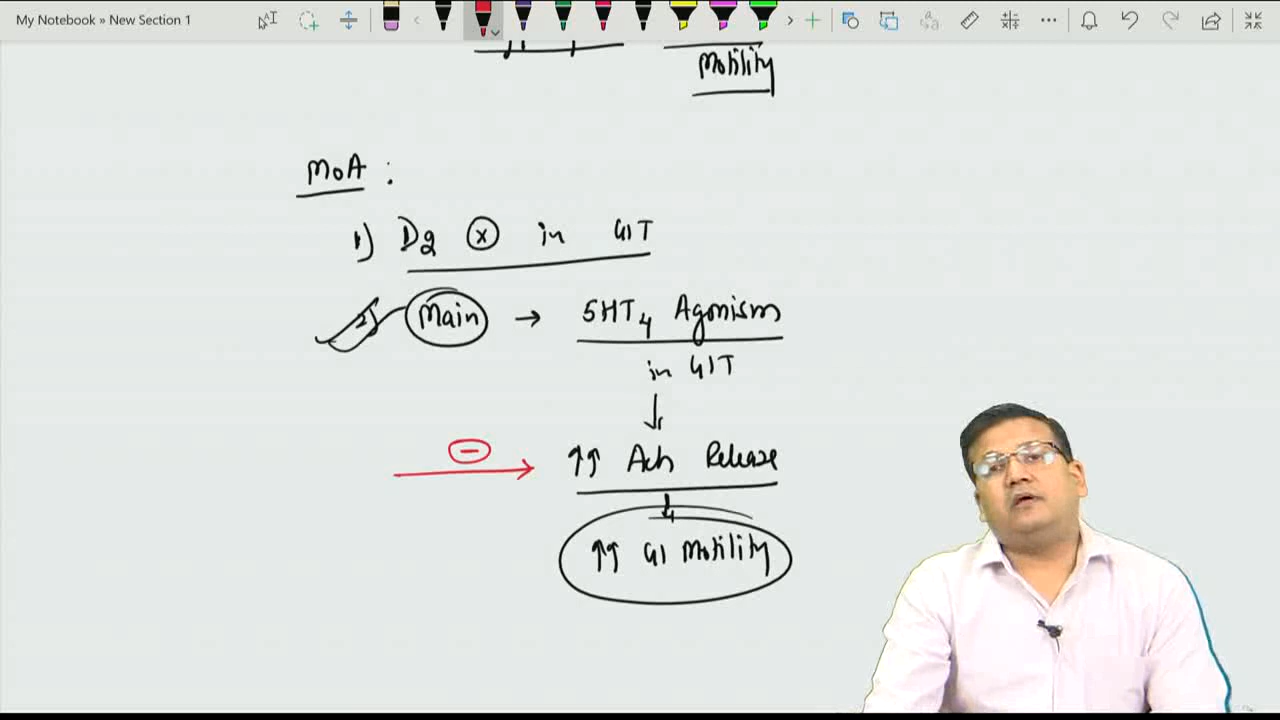 My Notebook » New Section 1
Motility
MOA :
1) D2 ⓧ in GIT
2) Main → 5HT4 Agonism
in GIT
↓
⊖ → ↑↑ Ach Release
↓
↑↑ GI Motility